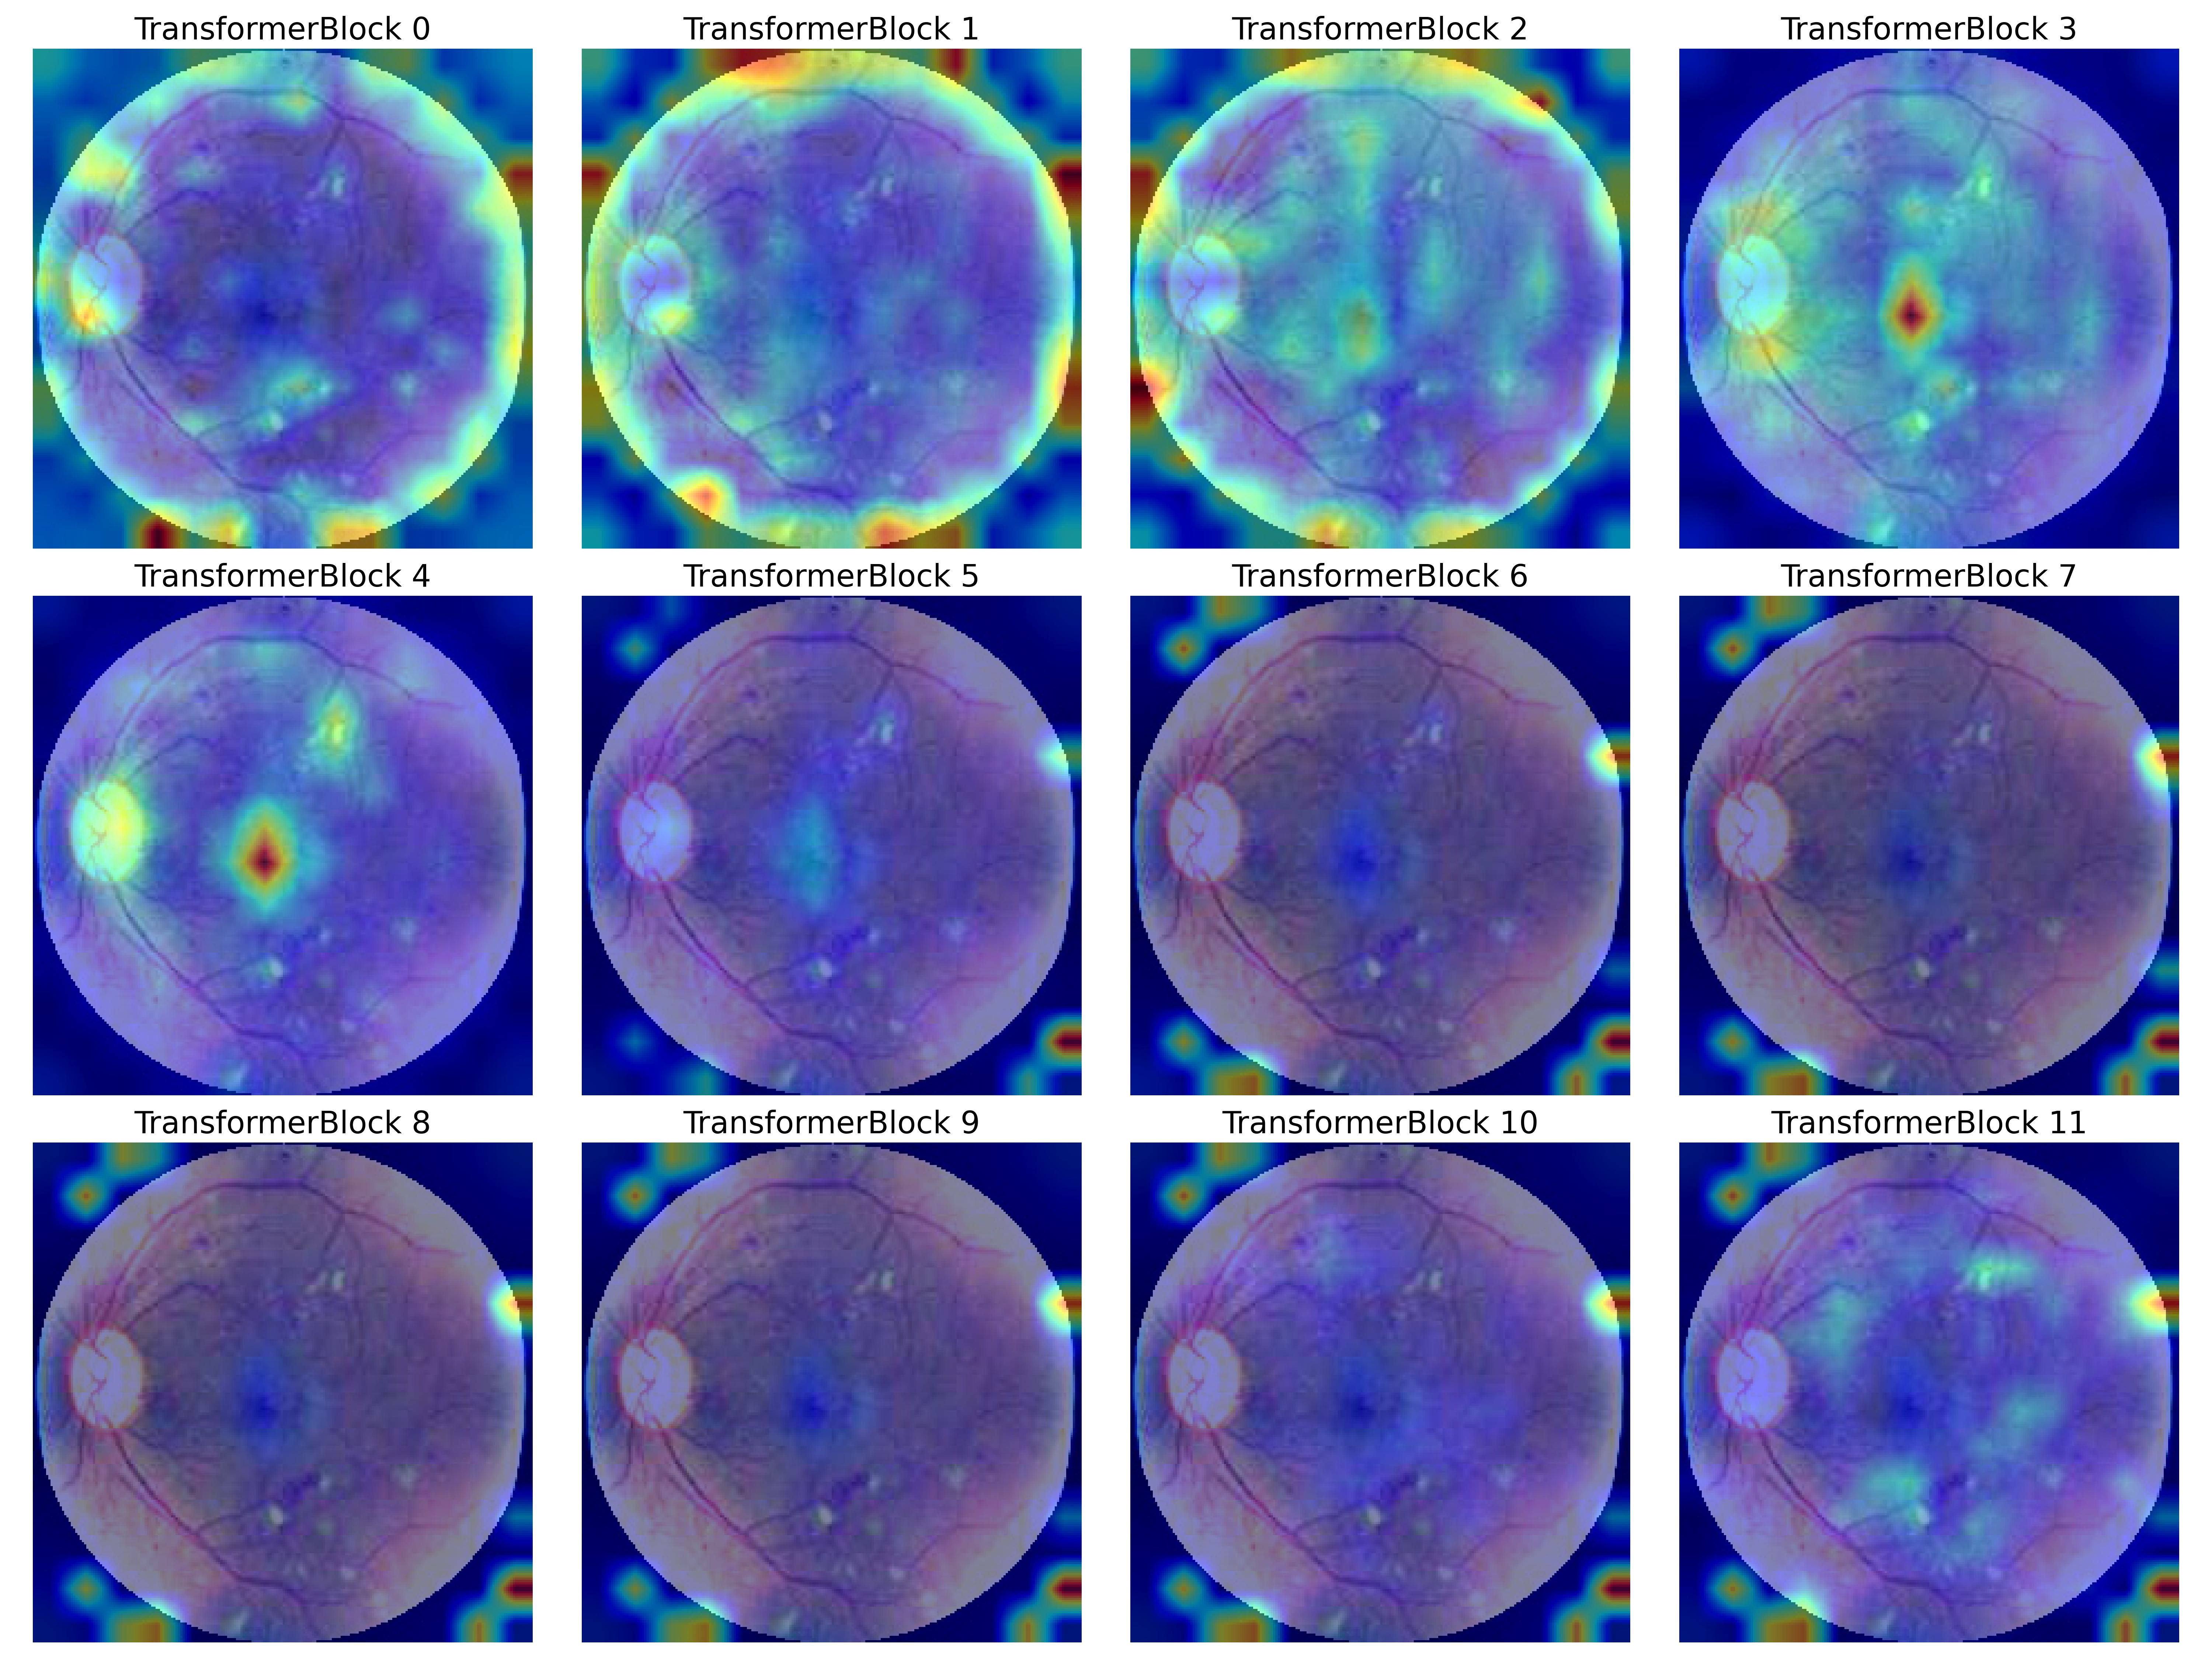 TransformerBlock 0
TransformerBlock 1
TransformerBlock 2
TransformerBlock 3
TransformerBlock 4
TransformerBlock 5
TransformerBlock 6
TransformerBlock 7
TransformerBlock 8
TransformerBlock 9
TransformerBlock 10
TransformerBlock 11